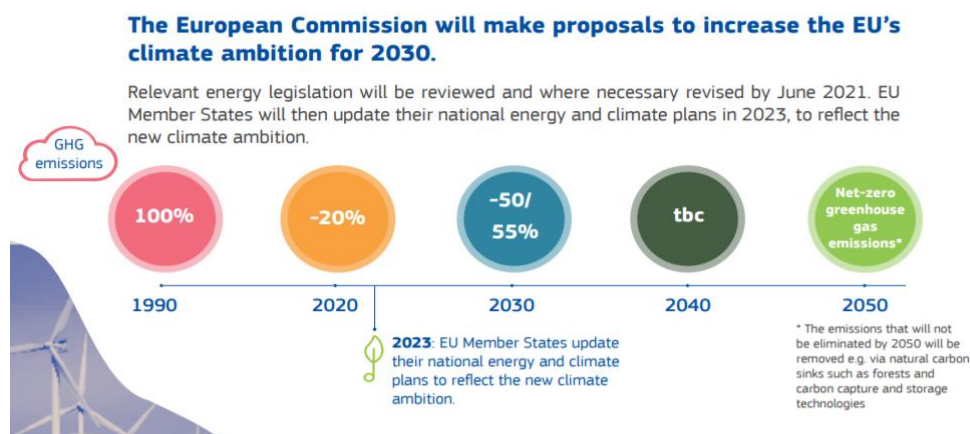 The European Commission will make proposals to increase the EU's
climate ambition for 2030.
Relevant energy legislation will be reviewed and where necessary revised by June 2021. EU
Member States will then update their national energy and climate plans in 2023, to reflect the
new climate ambition.
GHG
emissions
100%
-20%
-50/
55%
tbc
Net-zero
greenhouse
gas
emissions*
1990
2020
2030
2040
2050
2023: EU Member States update
their national energy and climate
plans to reflect the new climate
ambition.
* The emissions that will not
be eliminated by 2050 will be
removed e.g. via natural carbon
sinks such as forests and
carbon capture and storage
technologies